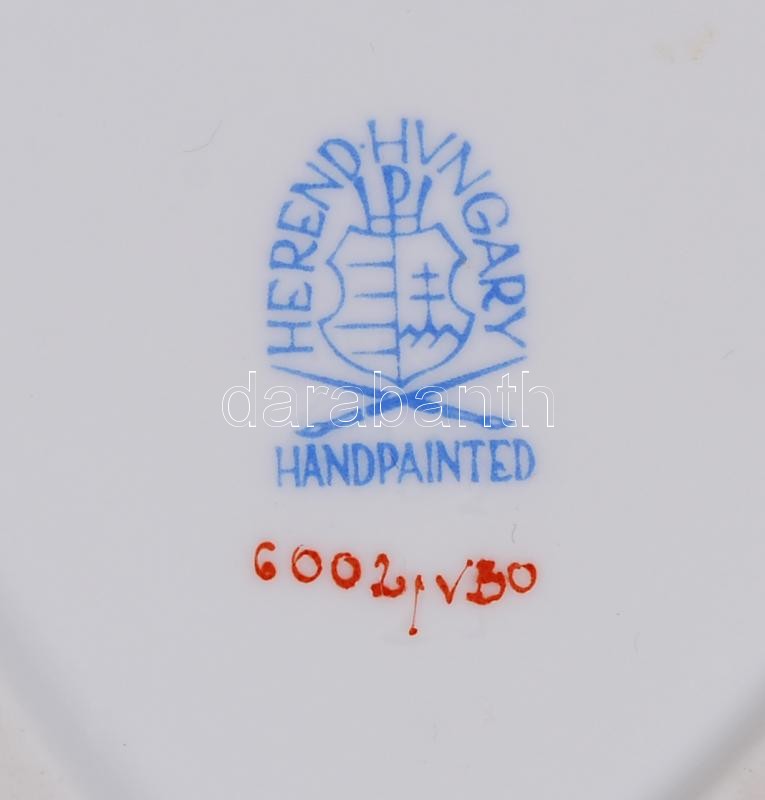 HEREND·HVNGARY
P
darabanth
HANDPAINTED
6002/VBO